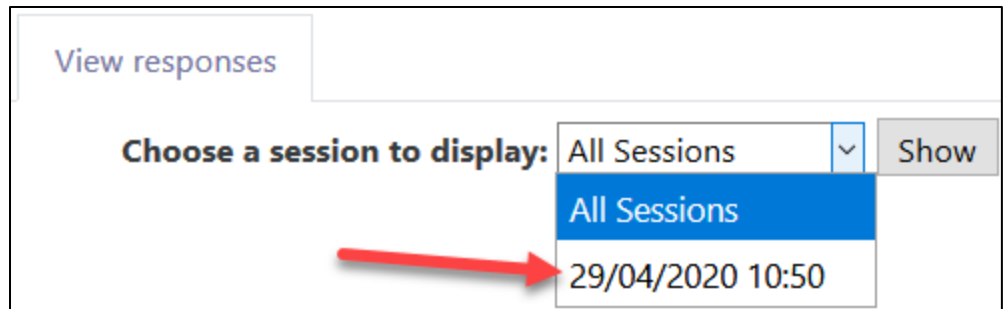 View responses
Choose a session to display: All Sessions Show
All Sessions
29/04/2020 10:50